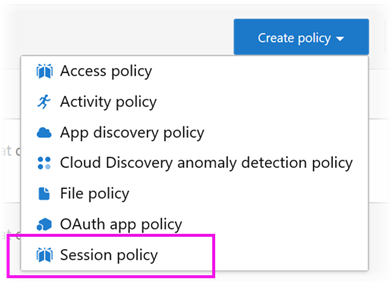 Create policy
Access policy
Activity policy
App discovery policy
Cloud Discovery anomaly detection policy
File policy
OAuth app policy
Session policy